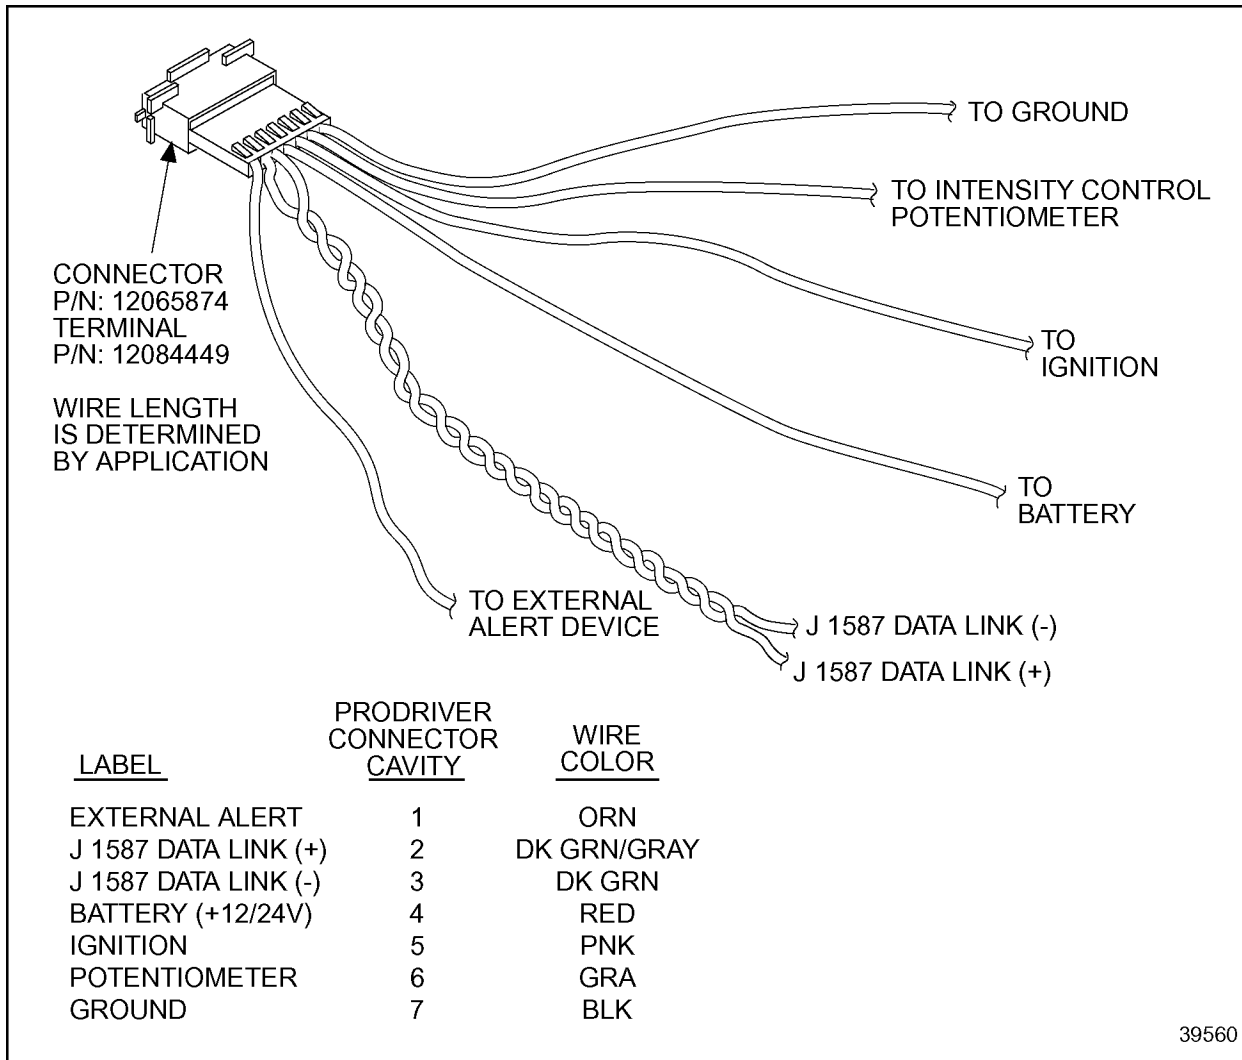 TO GROUND
TO INTENSITY CONTROL
POTENTIOMETER
CONNECTOR
P/N: 12065874
TERMINAL
P/N: 12084449
TO
IGNITION
WIRE LENGTH
IS DETERMINED
BY APPLICATION
TO
BATTERY
TO EXTERNAL
ALERT DEVICE
J 1587 DATA LINK (-)
J 1587 DATA LINK (+)
LABEL
PRODRIVER
CONNECTOR
CAVITY
WIRE
COLOR
EXTERNAL ALERT 1 ORN
J 1587 DATA LINK (+) 2 DK GRN/GRAY
J 1587 DATA LINK (-) 3 DK GRN
BATTERY (+12/24V) 4 RED
IGNITION 5 PNK
POTENTIOMETER 6 GRA
GROUND 7 BLK
39560